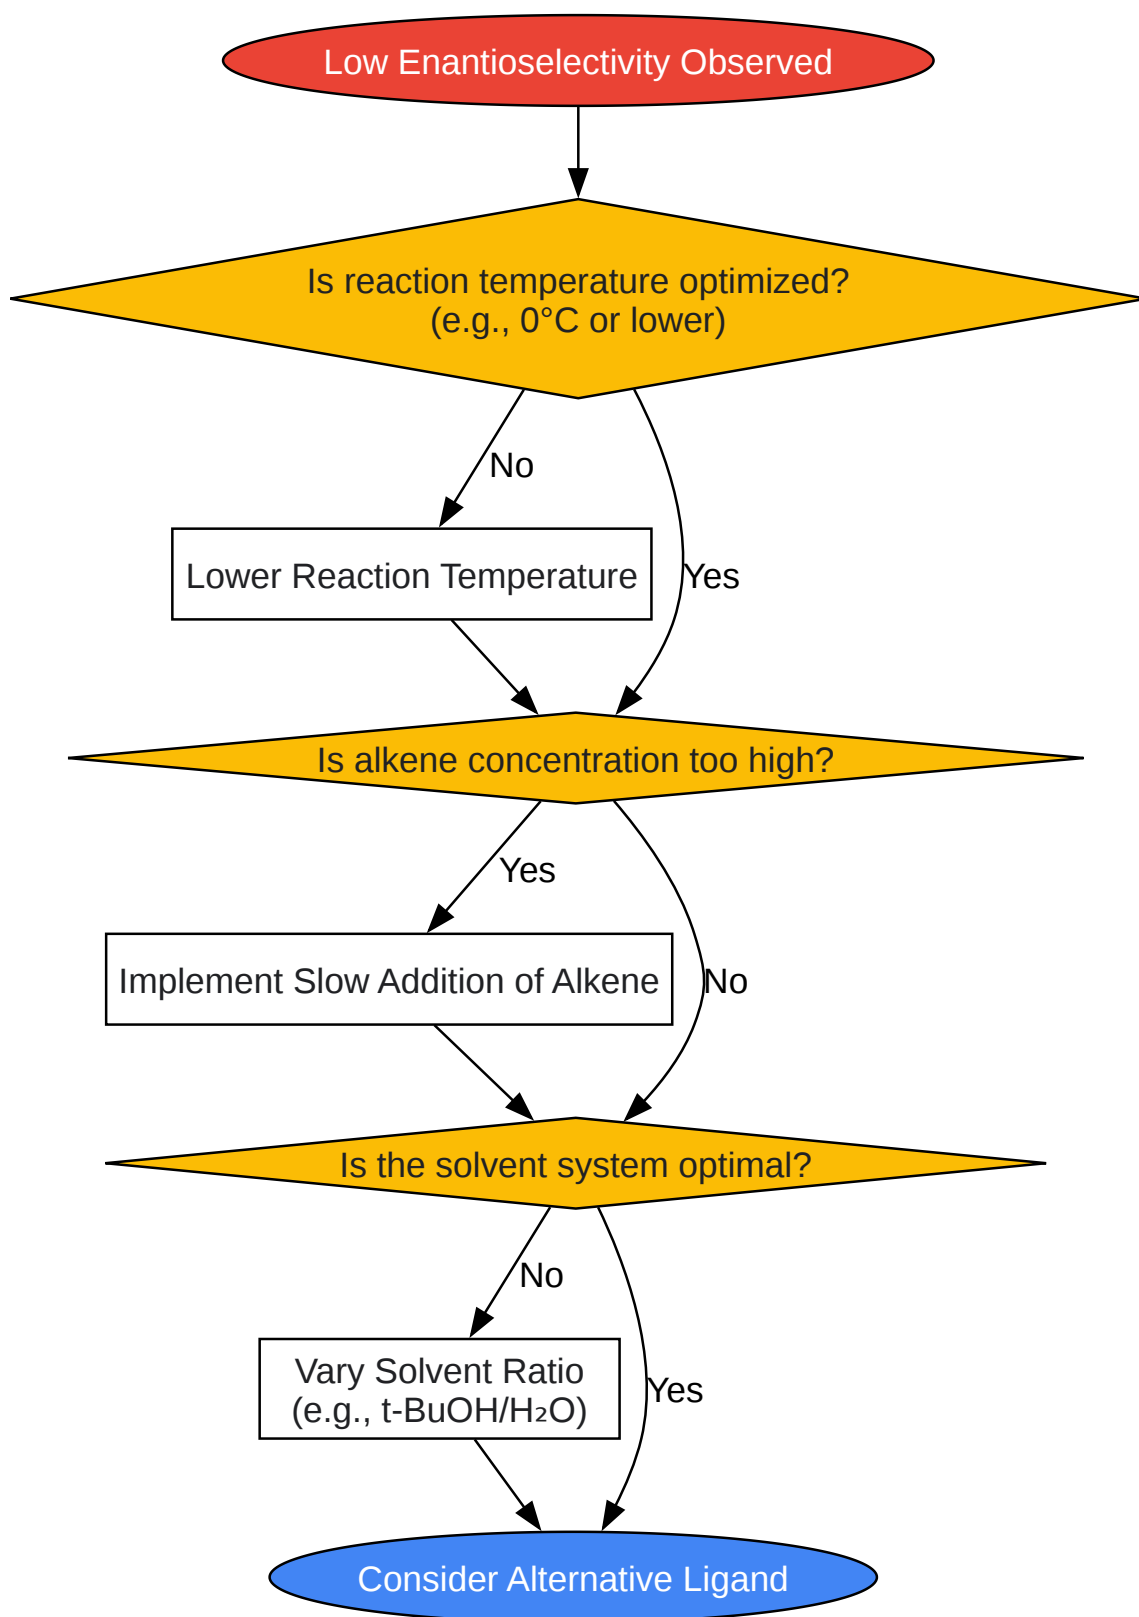 Low Enantioselectivity Observed
Is reaction temperature optimized?
(e.g., 0°C or lower)
No
Lower Reaction Temperature
Yes
Is alkene concentration too high?
Yes
Implement Slow Addition of Alkene
No
Is the solvent system optimal?
No
Vary Solvent Ratio
(e.g., t-BuOH/H₂O)
Yes
Consider Alternative Ligand